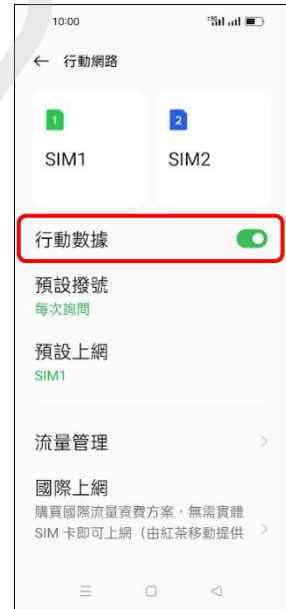 10:00
← 行動網路
1
2
SIM1
SIM2
行動數據
預設撥號
每次詢問
預設上網
SIM1
流量管理
國際上網
購買國際流量資費方案，無需實體
SIM 卡即可上網（由紅茶移動提供